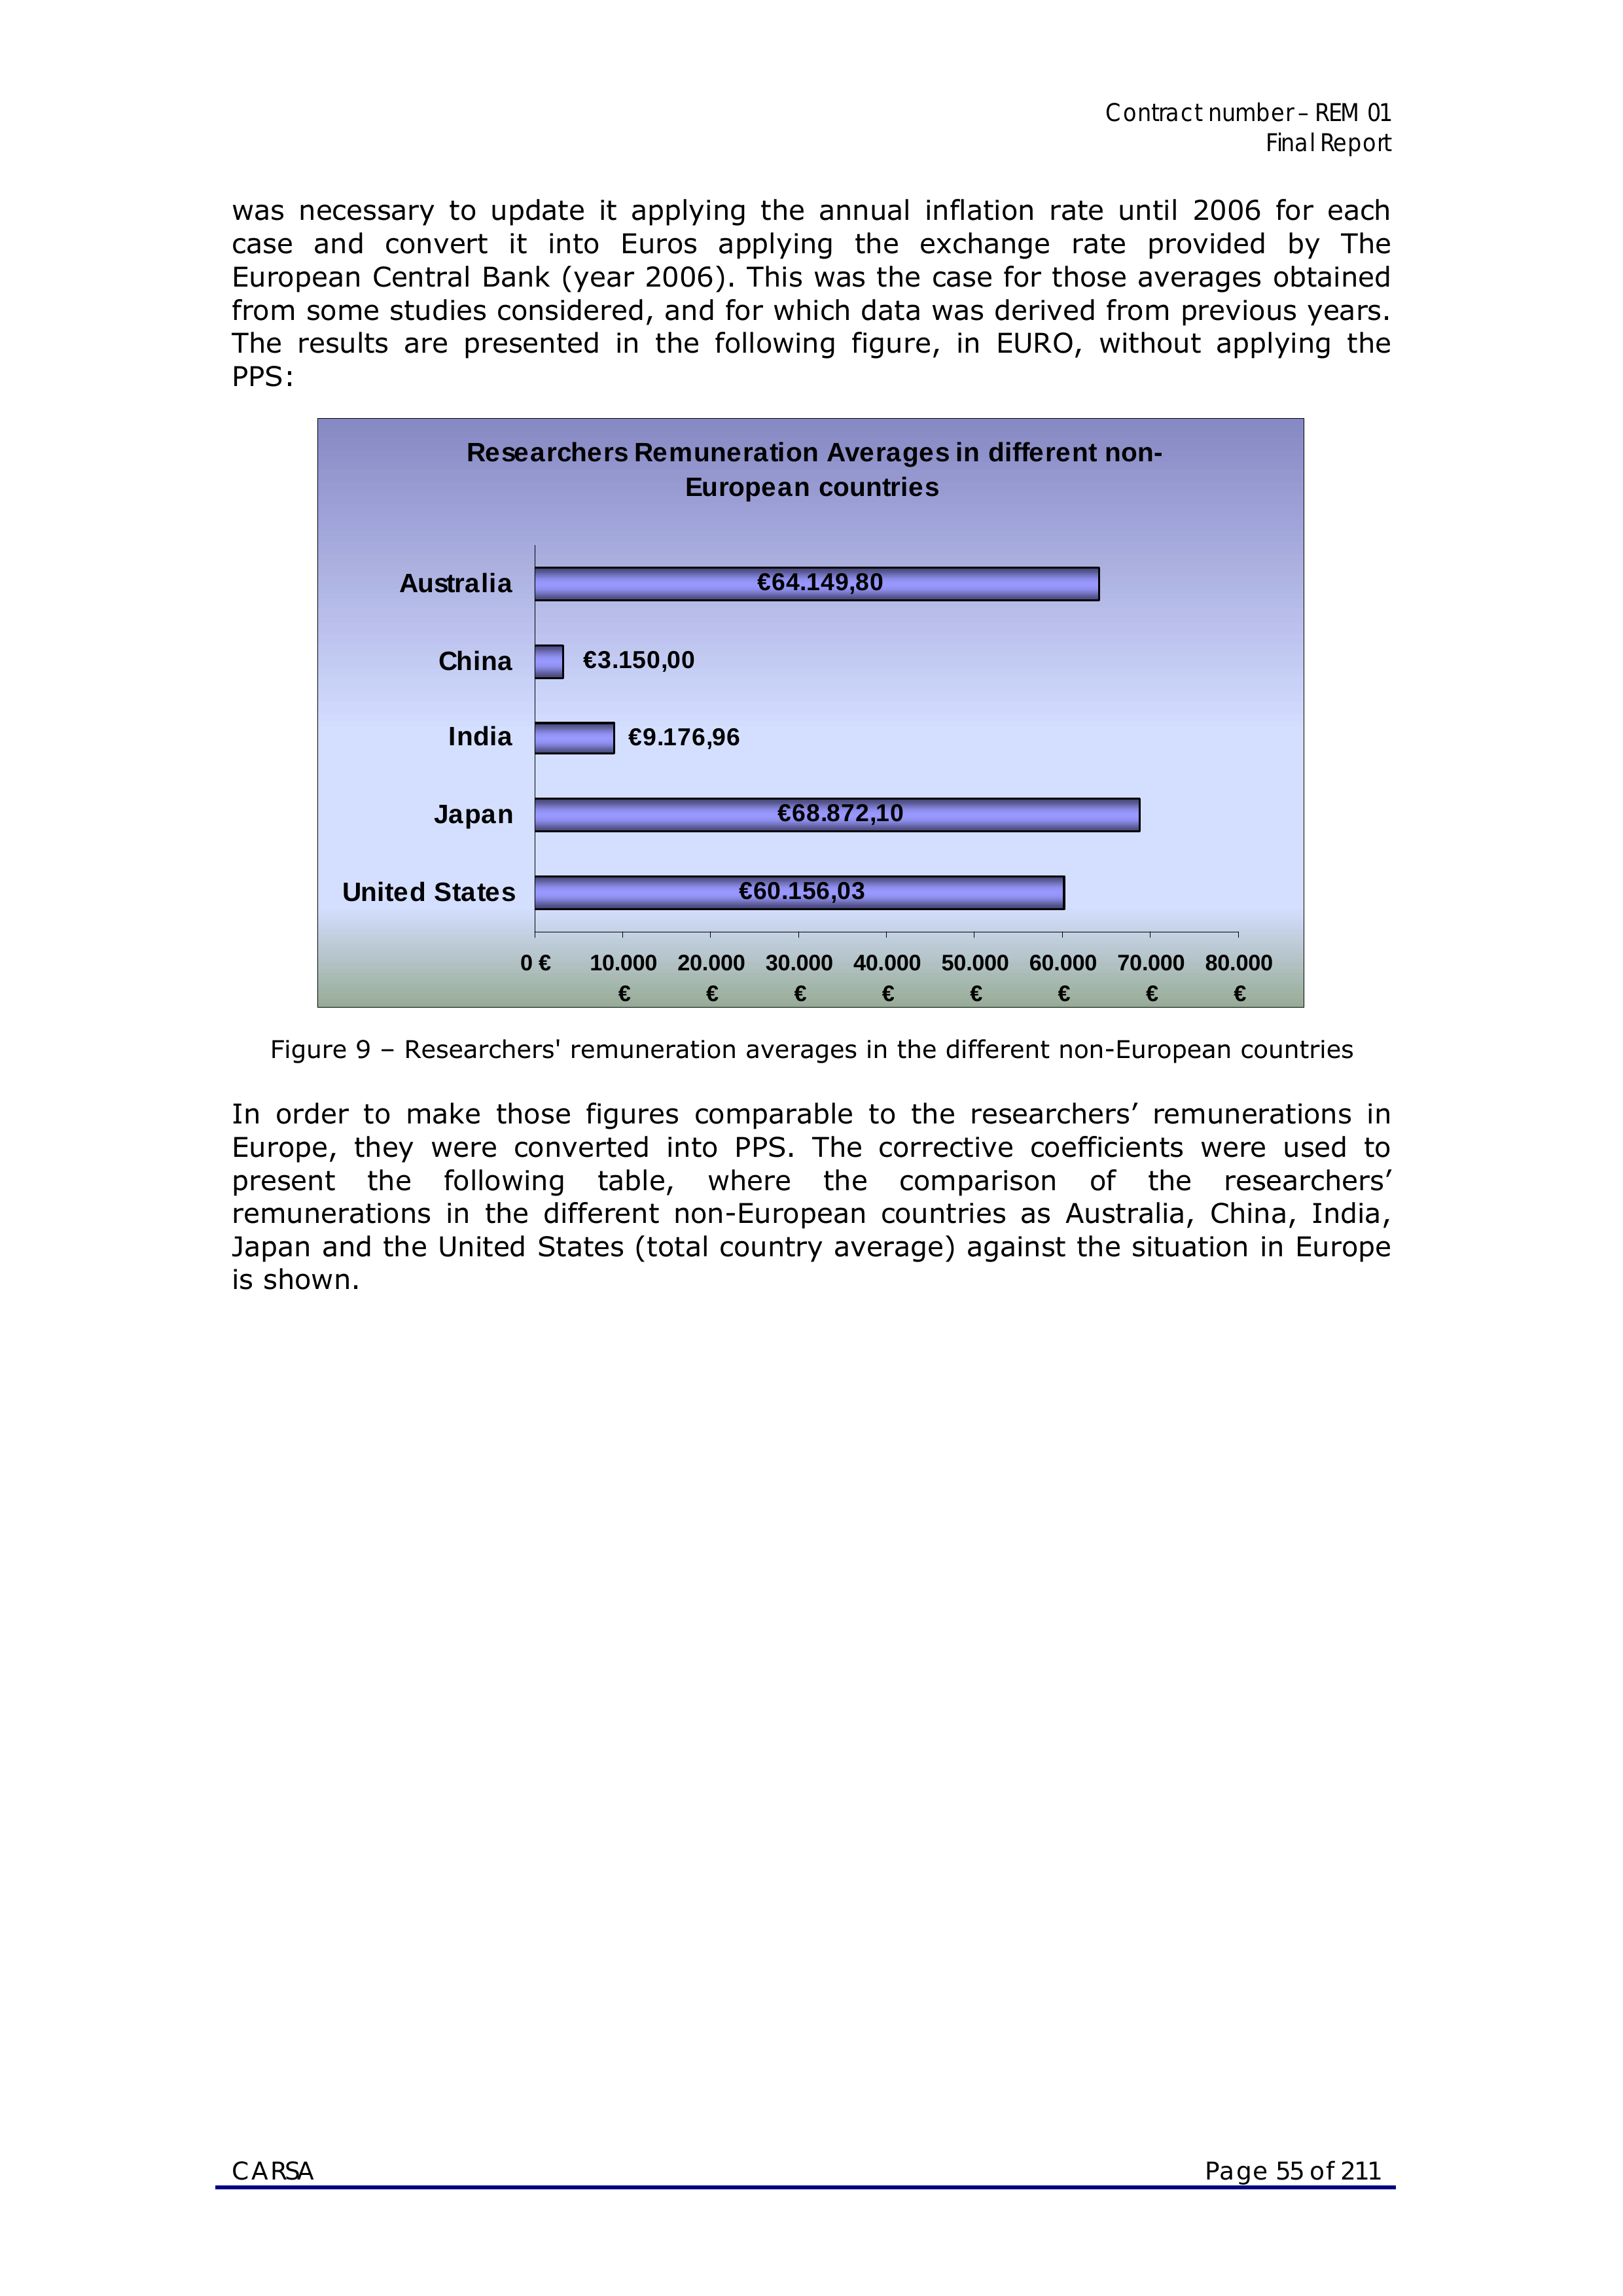 Contract number – REM 01
Final Report
was necessary to update it applying the annual inflation rate until 2006 for each
case and convert it into Euros applying the exchange rate provided by The
European Central Bank (year 2006). This was the case for those averages obtained
from some studies considered, and for which data was derived from previous years.
The results are presented in the following figure, in EURO, without applying the
PPS:
Researchers Remuneration Averages in different non-
European countries
Australia €64.149,80
China €3.150,00
India €9.176,96
Japan €68.872,10
United States €60.156,03
0 € 10.000 20.000 30.000 40.000 50.000 60.000 70.000 80.000
€ € € € € € € €
Figure 9 – Researchers' remuneration averages in the different non-European countries
In order to make those figures comparable to the researchers’ remunerations in
Europe, they were converted into PPS. The corrective coefficients were used to
present the following table, where the comparison of the researchers’
remunerations in the different non-European countries as Australia, China, India,
Japan and the United States (total country average) against the situation in Europe
is shown.
CARSA Page 55 of 211